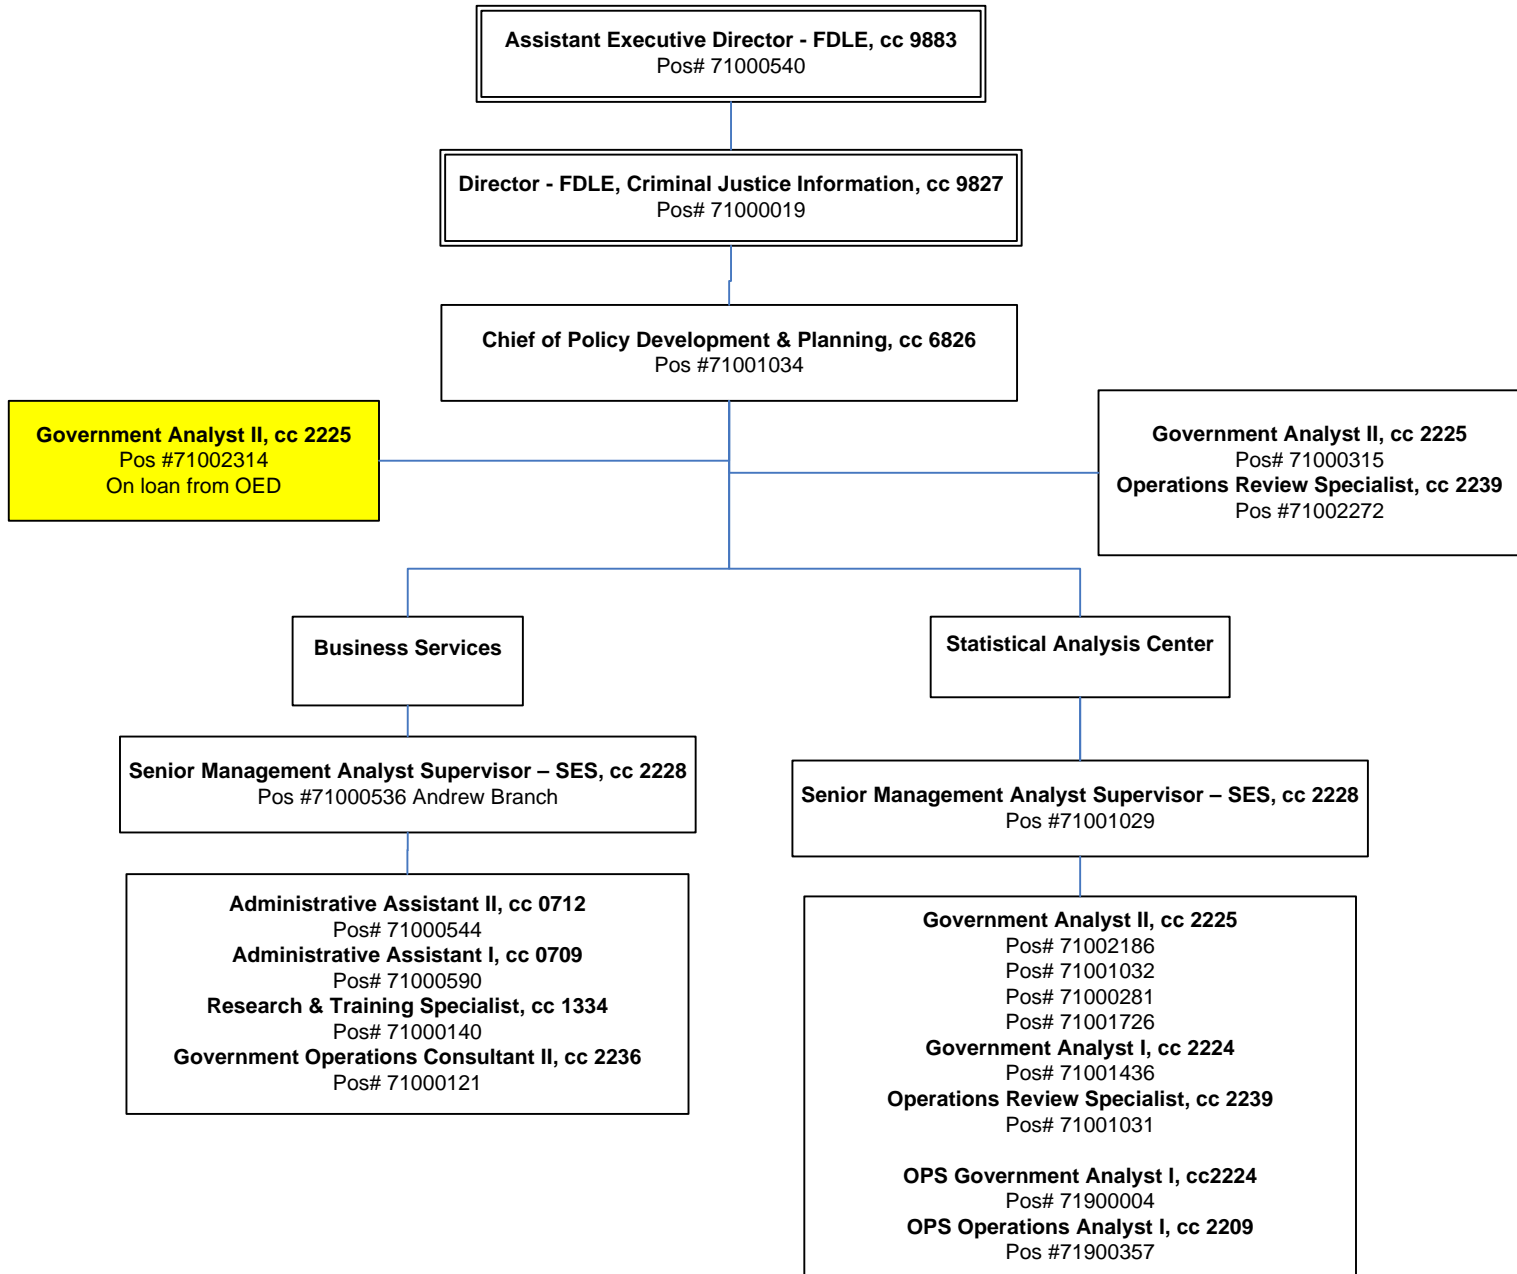 Assistant Executive Director - FDLE, cc 9883
Pos# 71000540
Director - FDLE, Criminal Justice Information, cc 9827
Pos# 71000019
Chief of Policy Development & Planning, cc 6826
Pos #71001034
Government Analyst II, cc 2225
Pos #71002314
On loan from OED
Government Analyst II, cc 2225
Pos# 71000315
Operations Review Specialist, cc 2239
Pos #71002272
Business Services
Statistical Analysis Center
Senior Management Analyst Supervisor – SES, cc 2228
Pos #71000536 Andrew Branch
Senior Management Analyst Supervisor – SES, cc 2228
Pos #71001029
Administrative Assistant II, cc 0712
Pos# 71000544
Administrative Assistant I, cc 0709
Pos# 71000590
Research & Training Specialist, cc 1334
Pos# 71000140
Government Operations Consultant II, cc 2236
Pos# 71000121
Government Analyst II, cc 2225
Pos# 71002186
Pos# 71001032
Pos# 71000281
Pos# 71001726
Government Analyst I, cc 2224
Pos# 71001436
Operations Review Specialist, cc 2239
Pos# 71001031
OPS Government Analyst I, cc2224
Pos# 71900004
OPS Operations Analyst I, cc 2209
Pos #71900357